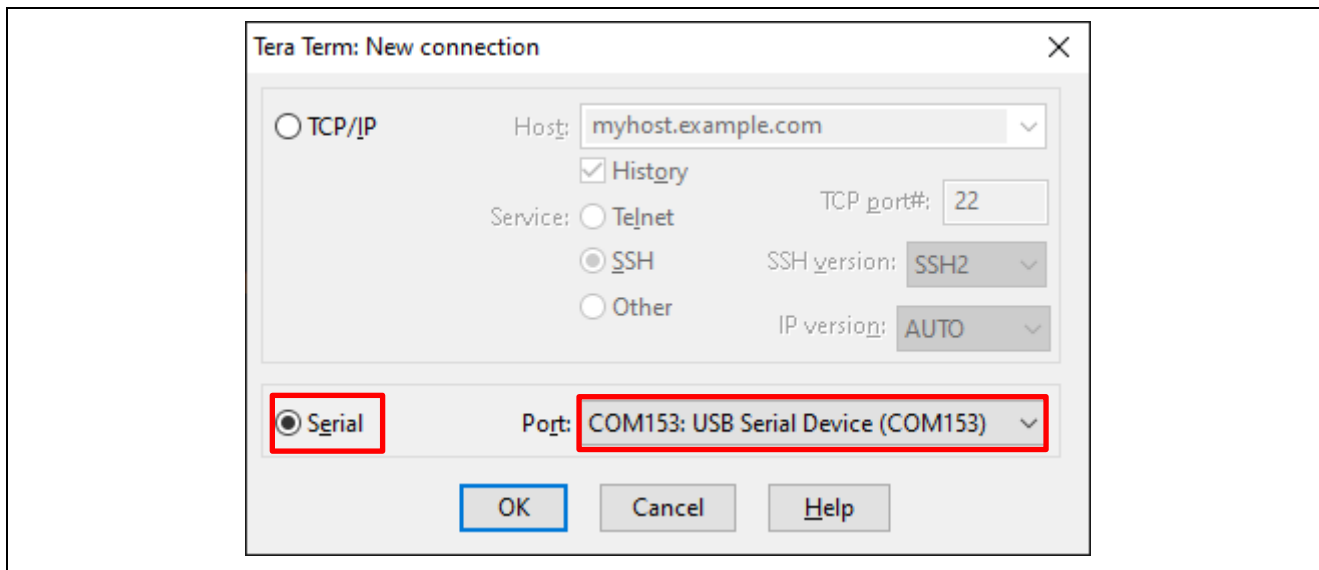 Tera Term: New connection
TCP/IP
Host: myhost.example.com
History
Service: Telnet
TCP port#: 22
SSH
SSH version: SSH2
Other
IP version: AUTO
Serial
Port: COM153: USB Serial Device (COM153)
OK Cancel Help